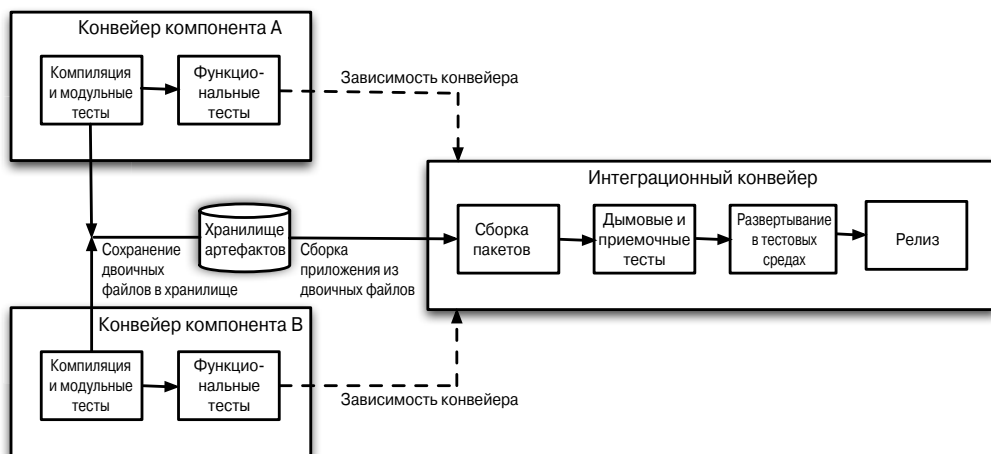 Конвейер компонента А
Компиляция
и модульные
тесты
Функцио-
нальные
тесты
Зависимость конвейера
Интеграционный конвейер
Сборка
пакетов
Дымовые и
приемочные
тесты
Развертывание
в тестовых
средах
Релиз
Хранилище
артефактов
Сохранение
двоичных
файлов в хранилище
Сборка
приложения из
двоичных файлов
Конвейер компонента В
Компиляция
и модульные
тесты
Функцио-
нальные
тесты
Зависимость конвейера